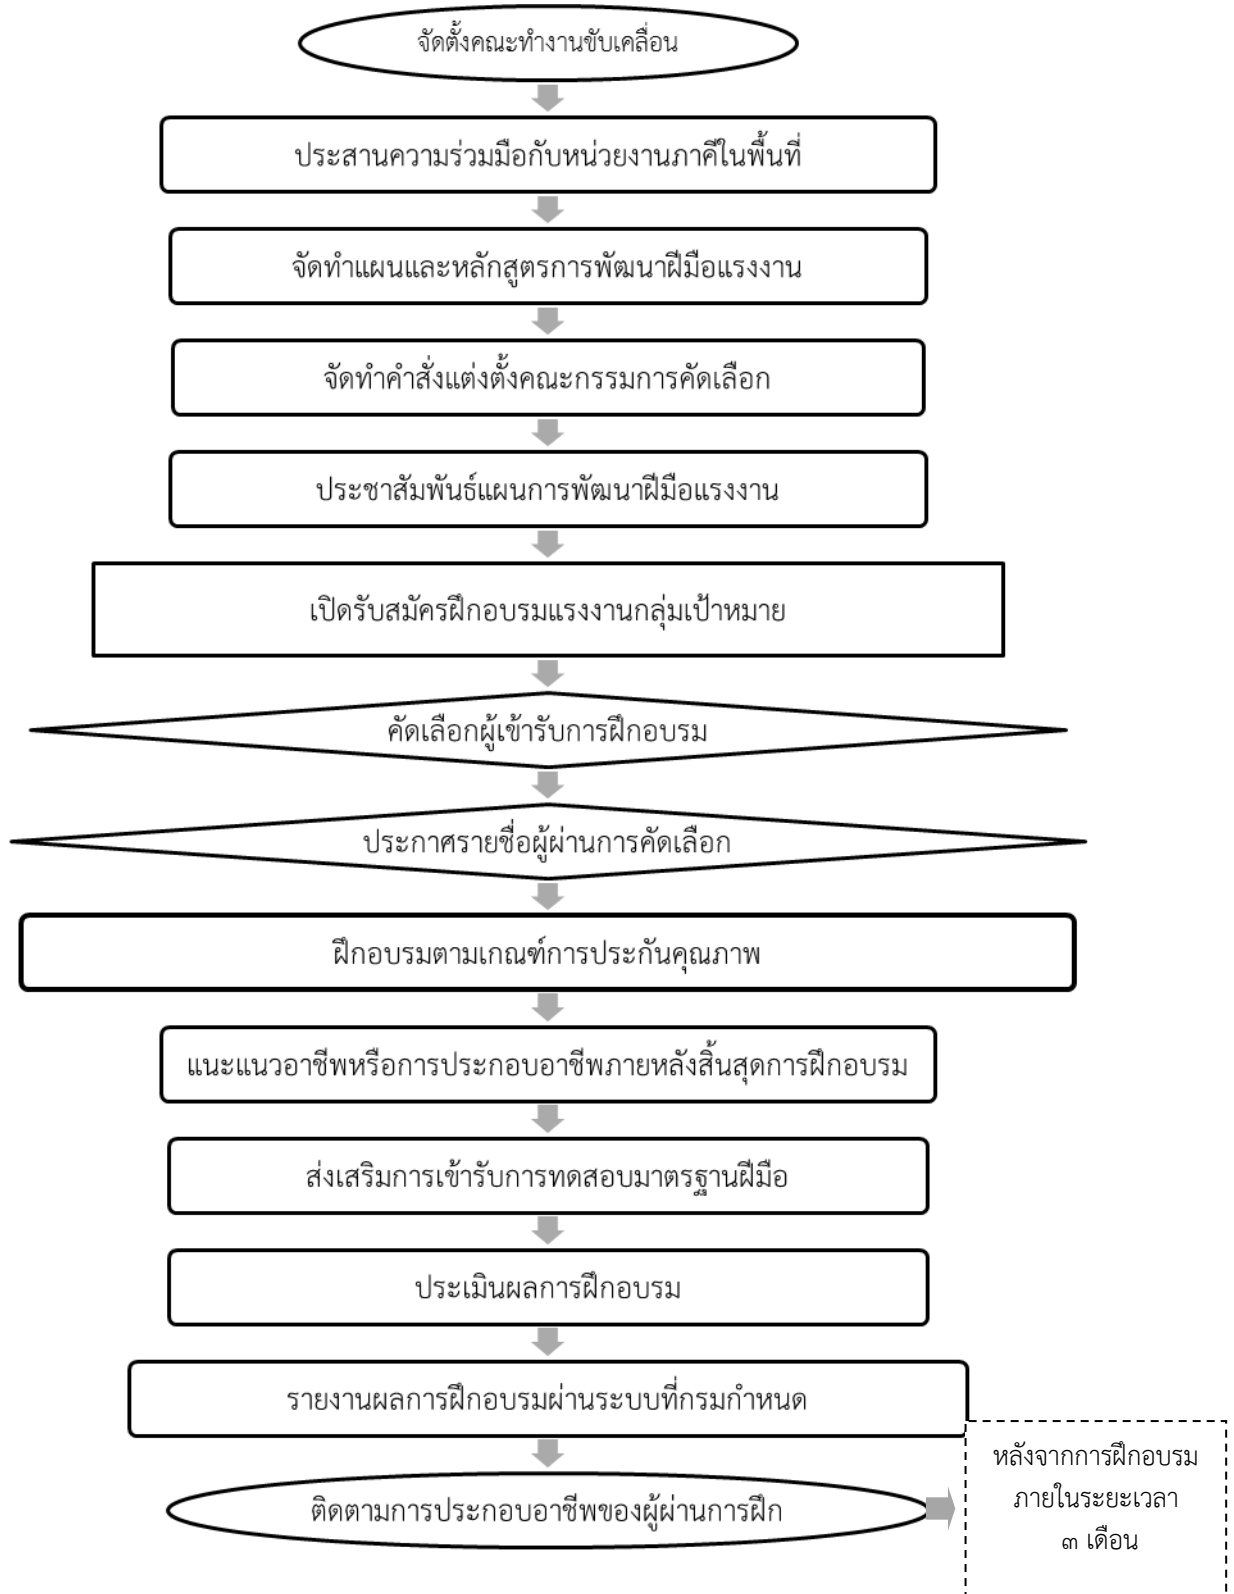 จัดตั้งคณะทำงานขับเคลื่อน
ประสานความร่วมมือกับหน่วยงานภาคีในพื้นที่
จัดทำแผนและหลักสูตรการพัฒนาฝีมือแรงงาน
จัดทำคำสั่งแต่งตั้งคณะกรรมการคัดเลือก
ประชาสัมพันธ์แผนการพัฒนาฝีมือแรงงาน
เปิดรับสมัครฝึกอบรมแรงงานกลุ่มเป้าหมาย
คัดเลือกผู้เข้ารับการฝึกอบรม
ประกาศรายชื่อผู้ผ่านการคัดเลือก
ฝึกอบรมตามเกณฑ์การประกันคุณภาพ
แนะแนวอาชีพหรือการประกอบอาชีพภายหลังสิ้นสุดการฝึกอบรม
ส่งเสริมการเข้ารับการทดสอบมาตรฐานฝีมือ
ประเมินผลการฝึกอบรม
รายงานผลการฝึกอบรมผ่านระบบที่กรมกำหนด
ติดตามการประกอบอาชีพของผู้ผ่านการฝึก
หลังจากการฝึกอบรม
ภายในระยะเวลา
๓ เดือน